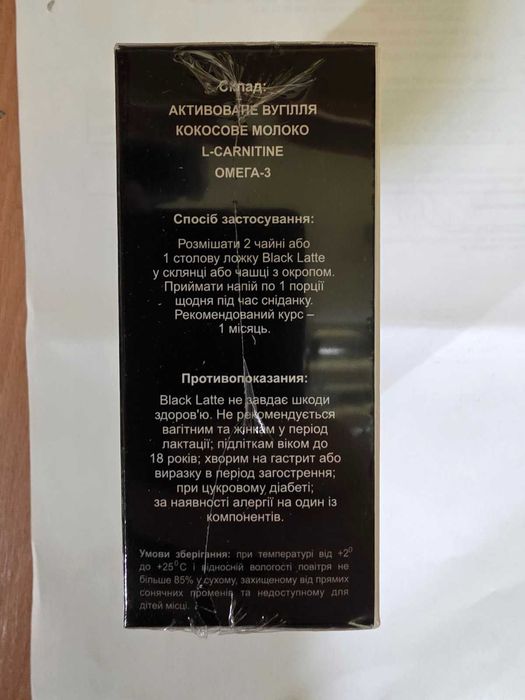 Склад:
АКТИВОВАНЕ ВУГІЛЛЯ
КОКОСОВЕ МОЛОКО
L-CARNITINE
ОМЕГА-3
Спосіб застосування:
Розмішати 2 чайні або
1 столову ложку Black Latte
у склянці або чашці з окропом.
Приймати напій по 1 порції
щодня під час сніданку.
Рекомендований курс –
1 місяць.
Противопоказания:
Black Latte не завдає шкоди
здоров'ю. Не рекомендується
вагітним та жінкам у період
лактації; підліткам віком до
18 років; хворим на гастрит або
виразку в період загострення;
при цукровому діабеті;
за наявності алергії на один із
компонентів.
Умови зберігання: при температурі від +2⁰
до +25⁰С і відносній вологості повітря не
більше 85% у сухому, захищеному від прямих
сонячних променів та недоступному для
дітей місці.